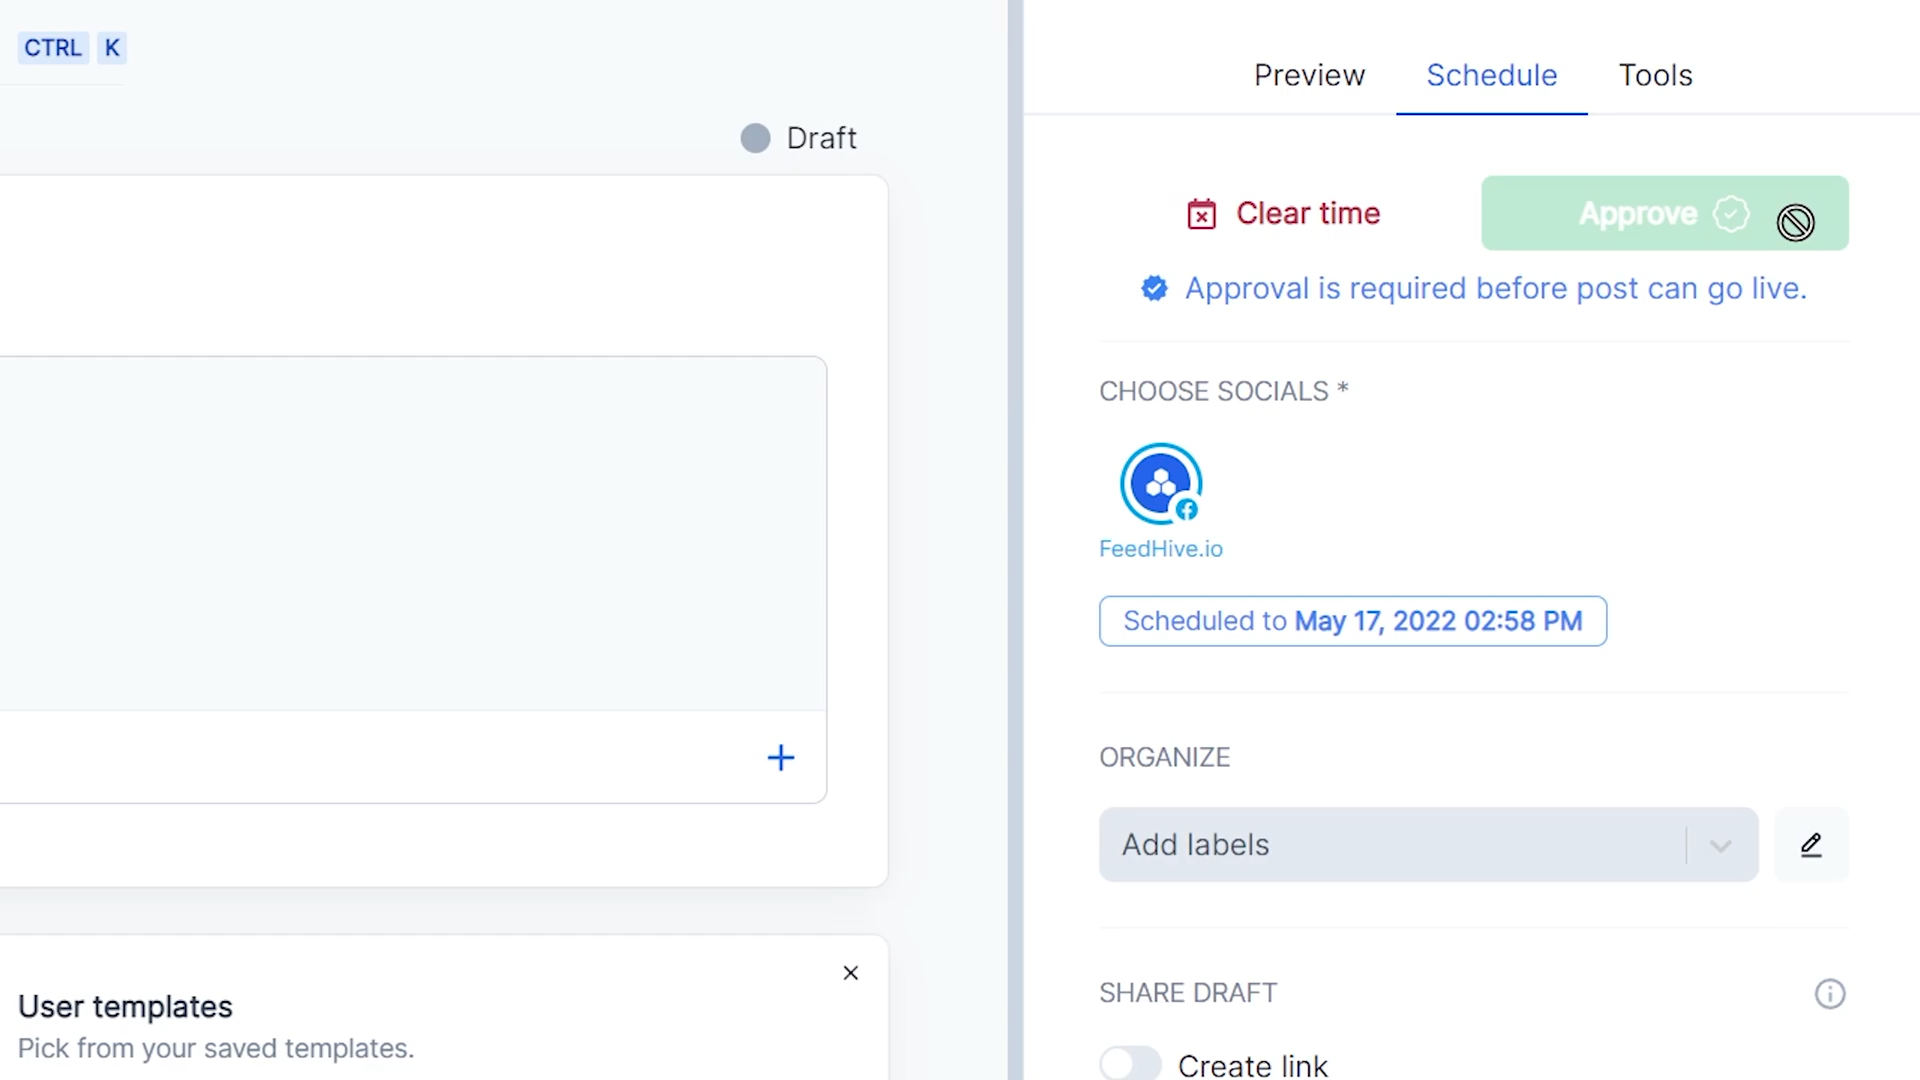 CTRL K
Draft
User templates
Pick from your saved templates.
Preview Schedule Tools
Clear time
Approve
Approval is required before post can go live.
CHOOSE SOCIALS *
FeedHive.io
Scheduled to May 17, 2022 02:58 PM
ORGANIZE
Add labels
SHARE DRAFT
Create link